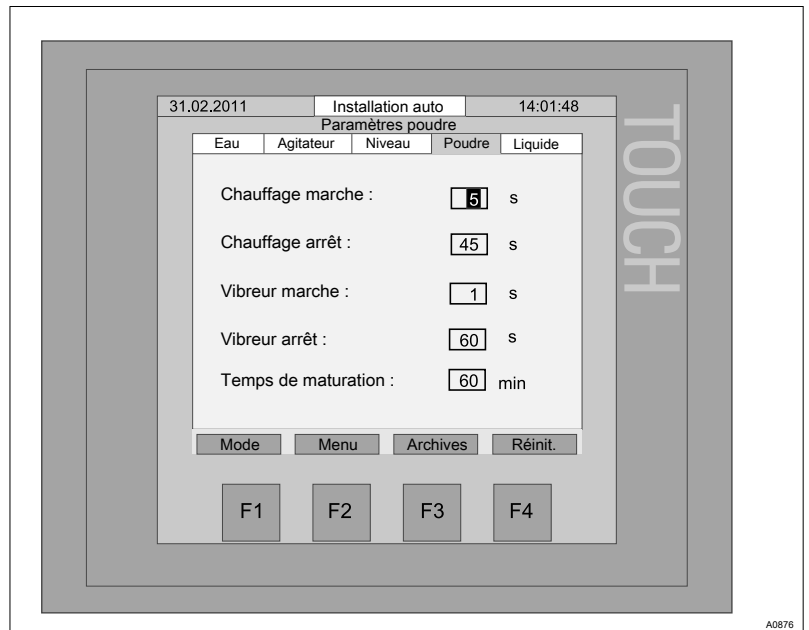 31.02.2011 Installation auto 14:01:48
Paramètres poudre
Eau Agitateur Niveau Poudre Liquide
Chauffage marche : 5 s
Chauffage arrêt : 45 s
Vibreur marche : 1 s
Vibreur arrêt : 60 s
Temps de maturation : 60 min
Mode Menu Archives Réinit.
F1 F2 F3 F4
TOUCH
A0876